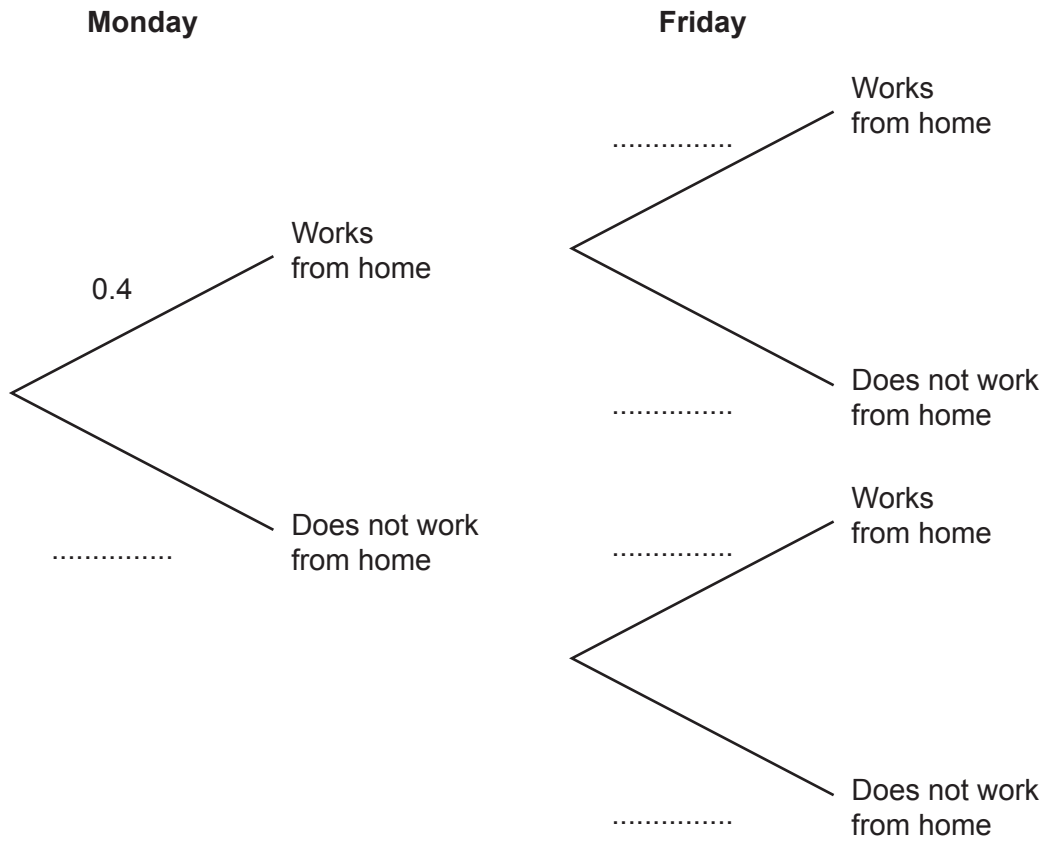 Monday
Friday
Works
from home
...............
Works
from home
0.4
Does not work
from home
...............
Works
from home
...............
Does not work
from home
...............
Does not work
from home
...............